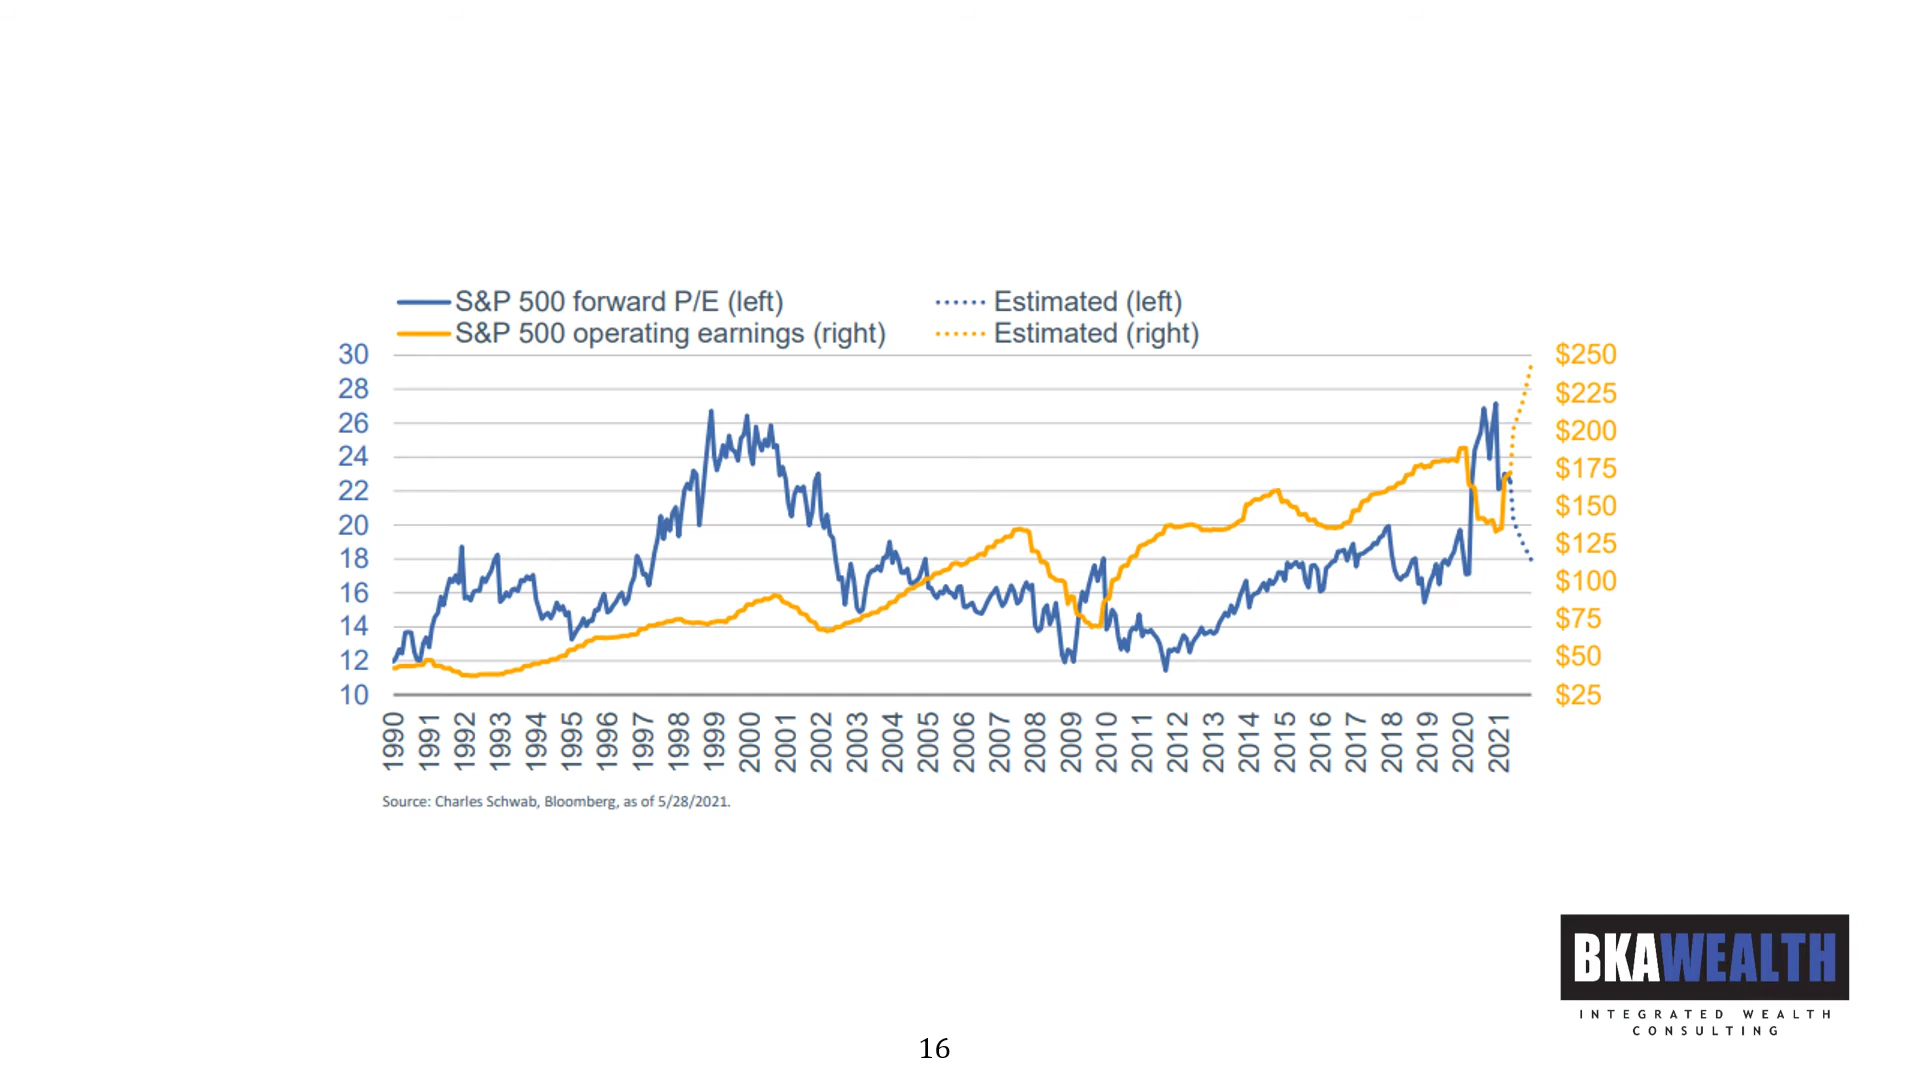 S&P 500 forward P/E (left) Estimated (left)
S&P 500 operating earnings (right) Estimated (right)
30 $250
28 $225
26 $200
24 $175
22 $150
20 $125
18 $100
16 $75
14 $50
12 $25
10
1990 1991 1992 1993 1994 1995 1996 1997 1998 1999 2000 2001 2002 2003 2004 2005 2006 2007 2008 2009 2010 2011 2012 2013 2014 2015 2016 2017 2018 2019 2020 2021
Source: Charles Schwab, Bloomberg, as of 5/28/2021.
BKAWEALTH
INTEGRATED WEALTH
CONSULTING
16